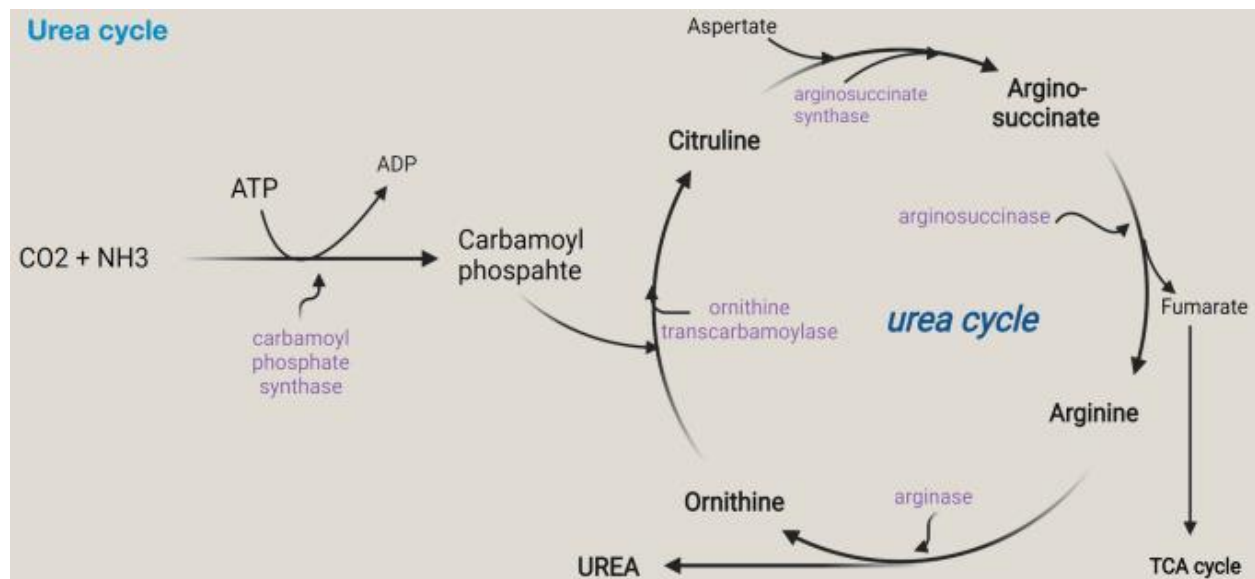 Urea cycle
Aspertate
arginosuccinate
synthase
Argino-
succinate
Citruline
ATP
ADP
CO2 + NH3
Carbamoyl
phospahte
carbamoyl
phosphate
synthase
ornithine
transcarbamoylase
urea cycle
arginosuccinase
Fumarate
Arginine
Ornithine
arginase
UREA
TCA cycle